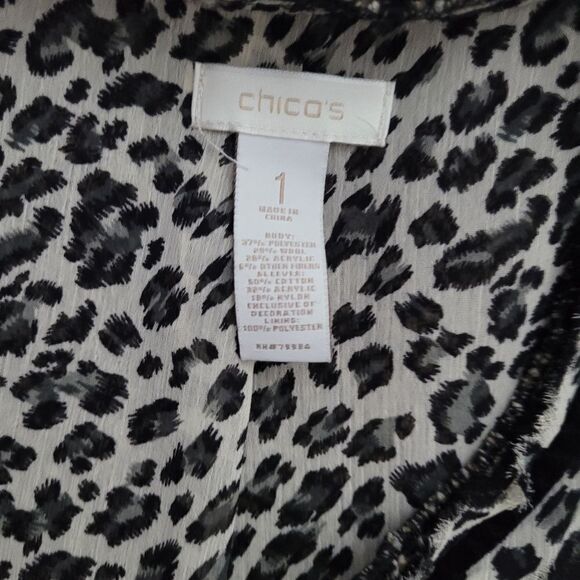 chico's
1
MADE IN
CHINA
BODY:
37% POLYESTER
29% WOOL
28% ACRYLIC
6% OTHER FIBERS
SLEEVES:
50% COTTON
32% ACRYLIC
18% NYLON
EXCLUSIVE OF
DECORATION
LINING:
100% POLYESTER